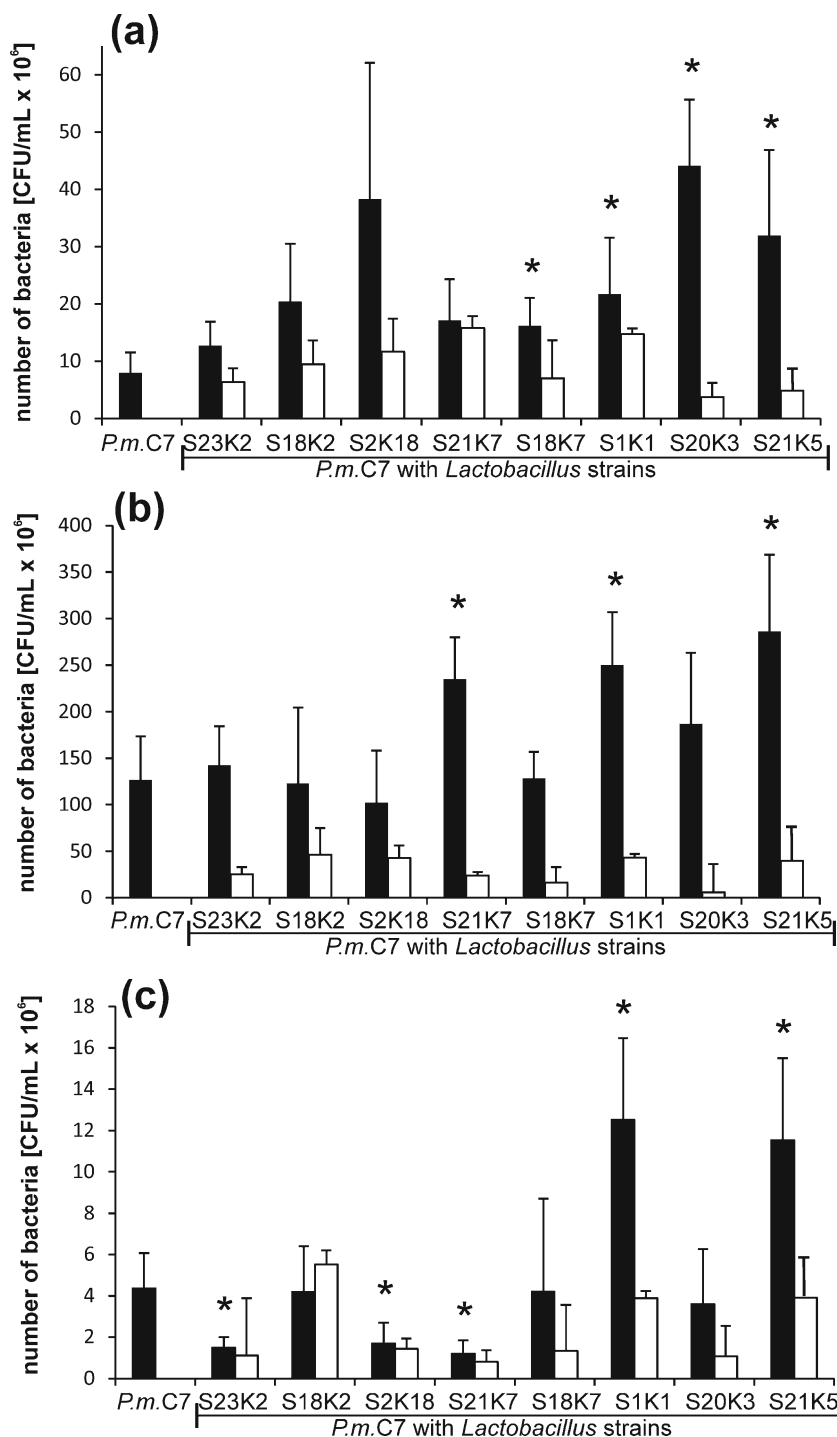 (a)
number of bacteria [CFU/mL x 10⁶]
60
50
40
30
20
10
0
* * * *
P.m.C7 S23K2 S18K2 S2K18 S21K7 S18K7 S1K1 S20K3 S21K5
P.m.C7 with Lactobacillus strains
(b)
number of bacteria [CFU/mL x 10⁶]
400
350
300
250
200
150
100
50
0
* * *
P.m.C7 S23K2 S18K2 S2K18 S21K7 S18K7 S1K1 S20K3 S21K5
P.m.C7 with Lactobacillus strains
(c)
number of bacteria [CFU/mL x 10⁶]
18
16
14
12
10
8
6
4
2
0
* * * * *
P.m.C7 S23K2 S18K2 S2K18 S21K7 S18K7 S1K1 S20K3 S21K5
P.m.C7 with Lactobacillus strains